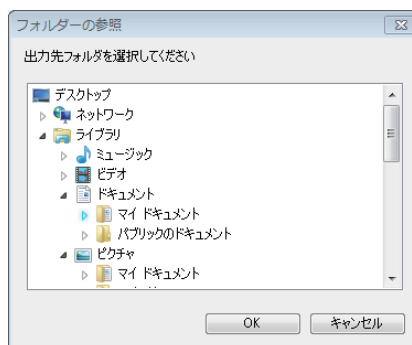 フォルダーの参照
出力先フォルダを選択してください
デスクトップ
ネットワーク
ライブラリ
ミュージック
ビデオ
ドキュメント
マイ ドキュメント
パブリックのドキュメント
ピクチャ
マイ ドキュメント
OK
キャンセル